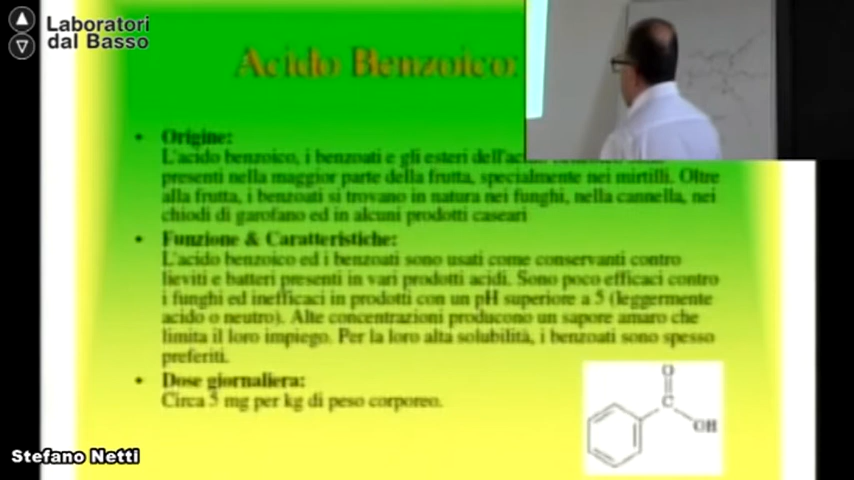 Laboratori
dal Basso
Acido Benzoico
• Origine:
L'acido benzoico, i benzoati e gli esteri dell'
presenti nella maggior parte della frutta, specialmente nei mirtilli. Oltre
alla frutta, i benzoati si trovano in natura nei funghi, nella cannella, nei
chiodi di garofano ed in alcuni prodotti caseari
• Funzione & Caratteristiche:
L'acido benzoico ed i benzoati sono usati come conservanti contro
lieviti e batteri presenti in vari prodotti acidi. Sono poco efficaci contro
i funghi ed inefficaci in prodotti con un pH superiore a 5 (leggermente
acido o neutro). Alte concentrazioni producono un sapore amaro che
limita il loro impiego. Per la loro alta solubilità, i benzoati sono spesso
preferiti.
• Dose giornaliera:
Circa 5 mg per kg di peso corporeo.
O
C
OH
Stefano Netti